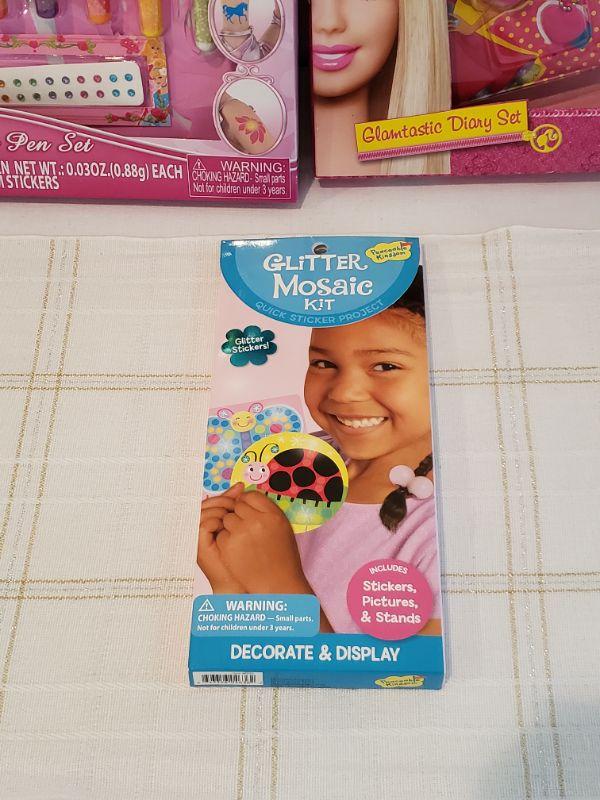 Pen Set
N NET WT.: 0.03OZ.(0.88g) EACH
STICKERS
WARNING:
CHOKING HAZARD- Small parts
Not for children under 3 years.
Glamtastic Diary Set
GLITTER
MOSAIC
KIT
QUICK STICKER PROJECT
Peaceable
Kingdom
Glitter
Stickers!
INCLUDES
Stickers,
Pictures,
& Stands
WARNING:
CHOKING HAZARD — Small parts.
Not for children under 3 years.
DECORATE & DISPLAY
Peaceable
Kingdom